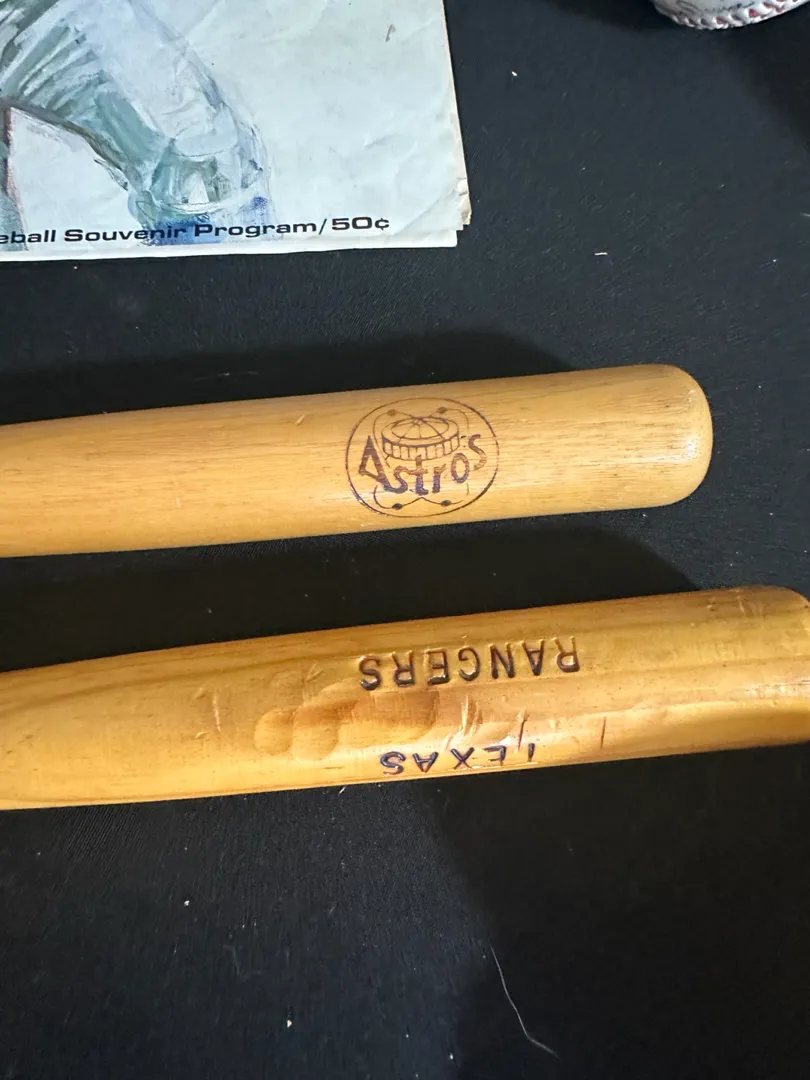 eball Souvenir Program/50¢
Astros
TEXAS
RANGERS